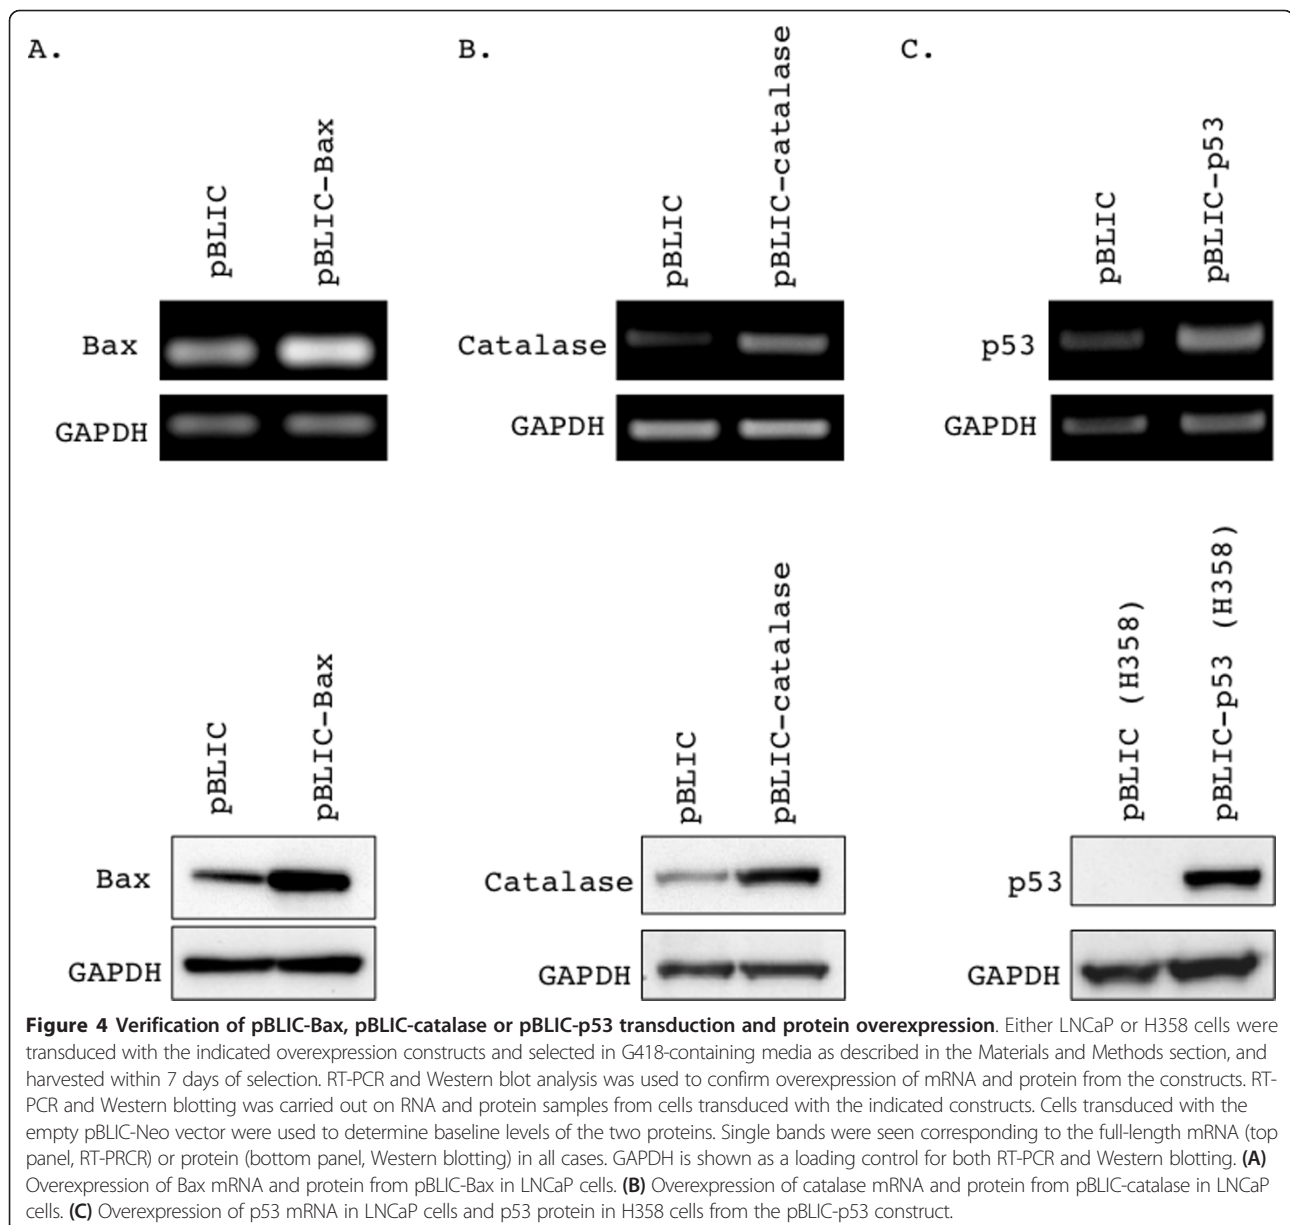 A.
B.
C.
pBLIC
pBLIC-Bax
pBLIC
pBLIC-catalase
pBLIC
pBLIC-p53
Bax
Catalase
p53
GAPDH
GAPDH
GAPDH
pBLIC
pBLIC-Bax
pBLIC
pBLIC-catalase
pBLIC (H358)
pBLIC-p53 (H358)
Bax
Catalase
p53
GAPDH
GAPDH
GAPDH
Figure 4 Verification of pBLIC-Bax, pBLIC-catalase or pBLIC-p53 transduction and protein overexpression. Either LNCaP or H358 cells were
transduced with the indicated overexpression constructs and selected in G418-containing media as described in the Materials and Methods section, and
harvested within 7 days of selection. RT-PCR and Western blot analysis was used to confirm overexpression of mRNA and protein from the constructs. RT-
PCR and Western blotting was carried out on RNA and protein samples from cells transduced with the indicated constructs. Cells transduced with the
empty pBLIC-Neo vector were used to determine baseline levels of the two proteins. Single bands were seen corresponding to the full-length mRNA (top
panel, RT-PRCR) or protein (bottom panel, Western blotting) in all cases. GAPDH is shown as a loading control for both RT-PCR and Western blotting. (A)
Overexpression of Bax mRNA and protein from pBLIC-Bax in LNCaP cells. (B) Overexpression of catalase mRNA and protein from pBLIC-catalase in LNCaP
cells. (C) Overexpression of p53 mRNA in LNCaP cells and p53 protein in H358 cells from the pBLIC-p53 construct.